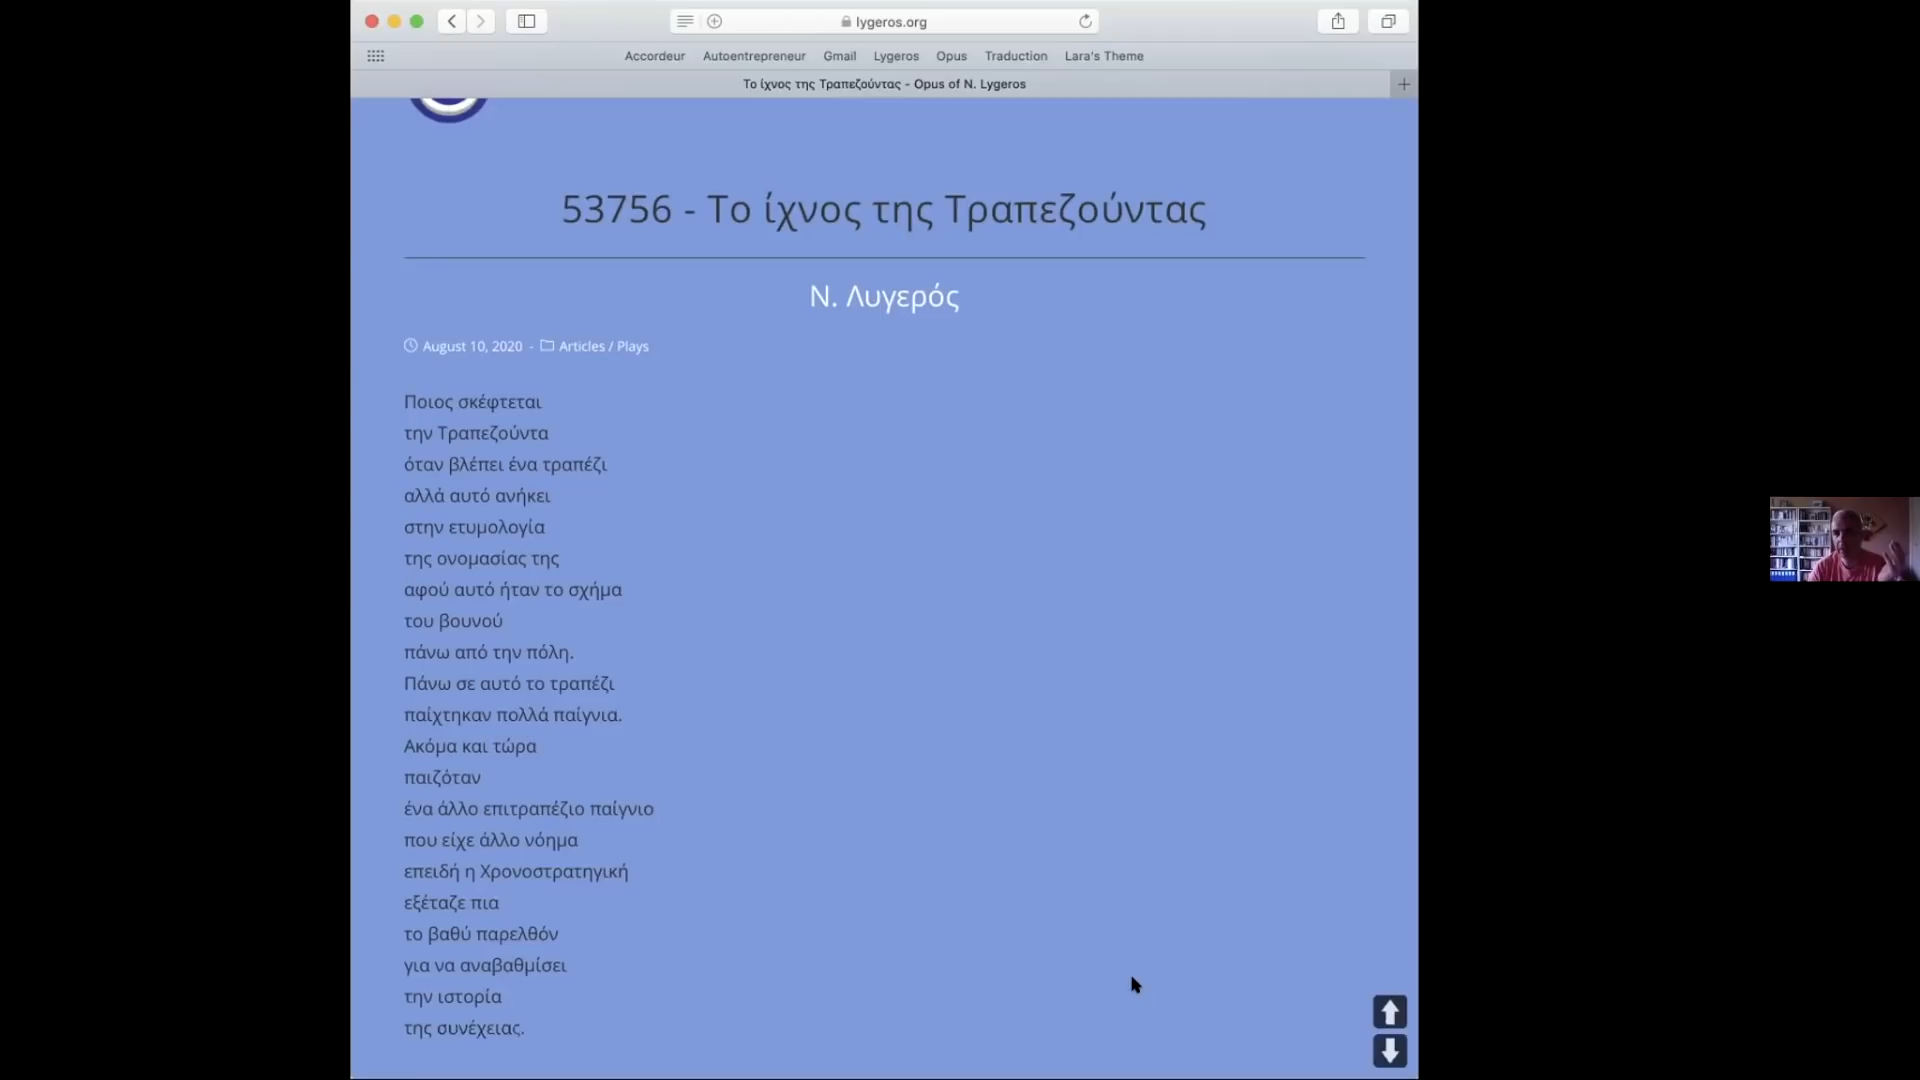 lygeros.org
Accordeur Autoentrepreneur Gmail Lygeros Opus Traduction Lara's Theme
Το ίχνος της Τραπεζούντας - Opus of N. Lygeros
53756 - Το ίχνος της Τραπεζούντας
Ν. Λυγερός
August 10, 2020 - Articles / Plays
Ποιος σκέφτεται
την Τραπεζούντα
όταν βλέπει ένα τραπέζι
αλλά αυτό ανήκει
στην ετυμολογία
της ονομασίας της
αφού αυτό ήταν το σχήμα
του βουνού
πάνω από την πόλη.
Πάνω σε αυτό το τραπέζι
παίχτηκαν πολλά παίγνια.
Ακόμα και τώρα
παιζόταν
ένα άλλο επιτραπέζιο παίγνιο
που είχε άλλο νόημα
επειδή η Χρονοστρατηγική
εξέταζε πια
το βαθύ παρελθόν
για να αναβαθμίσει
την ιστορία
της συνέχειας.